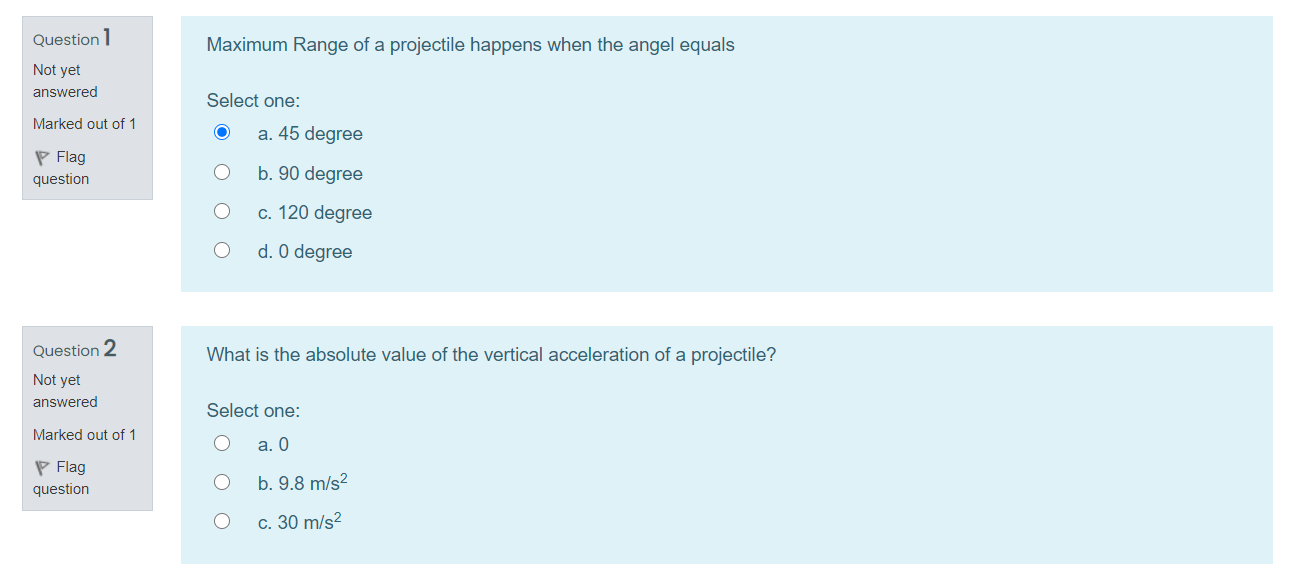 Question 1
Not yet
answered
Marked out of 1
Flag
question
Maximum Range of a projectile happens when the angel equals
Select one:
a. 45 degree
b. 90 degree
c. 120 degree
d. 0 degree
Question 2
Not yet
answered
Marked out of 1
Flag
question
What is the absolute value of the vertical acceleration of a projectile?
Select one:
a. 0
b. 9.8 m/s²
c. 30 m/s²